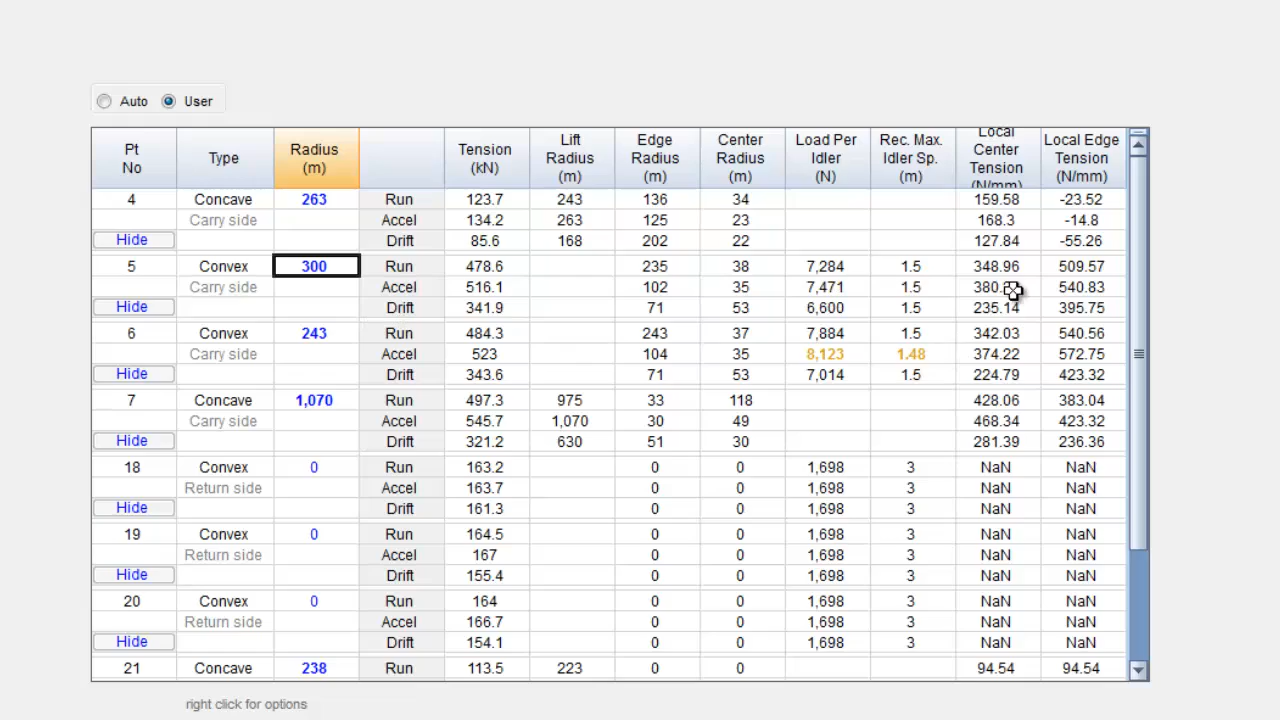 Auto User
Pt No Type Radius (m) Tension (kN) Lift Radius (m) Edge Radius (m) Center Radius (m) Load Per Idler (N) Rec. Max. Idler Sp. (m) Local Center Tension (N/mm) Local Edge Tension (N/mm)
4 Concave 263 Run 123.7 243 136 34 159.58 -23.52
Carry side Accel 134.2 263 125 23 168.3 -14.8
Hide Drift 85.6 168 202 22 127.84 -55.26
5 Convex 300 Run 478.6 235 38 7,284 1.5 348.96 509.57
Carry side Accel 516.1 102 35 7,471 1.5 540.83
Hide Drift 341.9 71 53 6,600 1.5 235.14 395.75
6 Convex 243 Run 484.3 243 37 7,884 1.5 342.03 540.56
Carry side Accel 523 104 35 8,123 1.48 374.22 572.75
Hide Drift 343.6 71 53 7,014 1.5 224.79 423.32
7 Concave 1,070 Run 497.3 975 33 118 428.06 383.04
Carry side Accel 545.7 1,070 30 49 468.34 423.32
Hide Drift 321.2 630 51 30 281.39 236.36
18 Convex 0 Run 163.2 0 0 1,698 3 NaN NaN
Return side Accel 163.7 0 0 1,698 3 NaN NaN
Hide Drift 161.3 0 0 1,698 3 NaN NaN
19 Convex 0 Run 164.5 0 0 1,698 3 NaN NaN
Return side Accel 167 0 0 1,698 3 NaN NaN
Hide Drift 155.4 0 0 1,698 3 NaN NaN
20 Convex 0 Run 164 0 0 1,698 3 NaN NaN
Return side Accel 166.7 0 0 1,698 3 NaN NaN
Hide Drift 154.1 0 0 1,698 3 NaN NaN
21 Concave 238 Run 113.5 223 0 0 94.54 94.54
right click for options